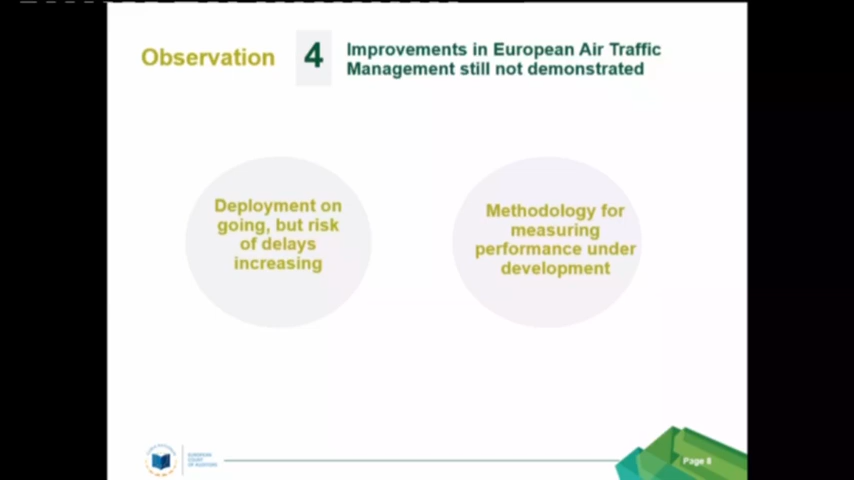 Observation
4
Improvements in European Air Traffic
Management still not demonstrated
Deployment on
going, but risk
of delays
increasing
Methodology for
measuring
performance under
development
EUROPEAN
COURT
OF AUDITORS
Page 8